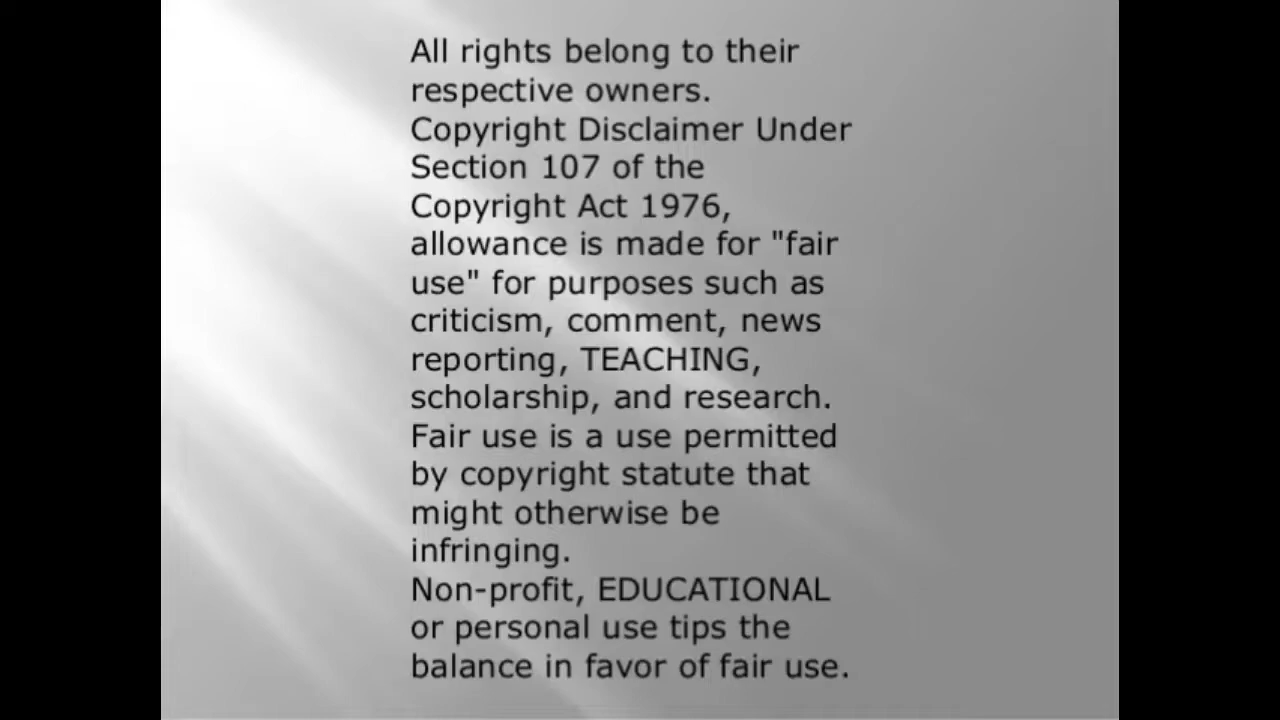 All rights belong to their
respective owners.
Copyright Disclaimer Under
Section 107 of the
Copyright Act 1976,
allowance is made for "fair
use" for purposes such as
criticism, comment, news
reporting, TEACHING,
scholarship, and research.
Fair use is a use permitted
by copyright statute that
might otherwise be
infringing.
Non-profit, EDUCATIONAL
or personal use tips the
balance in favor of fair use.